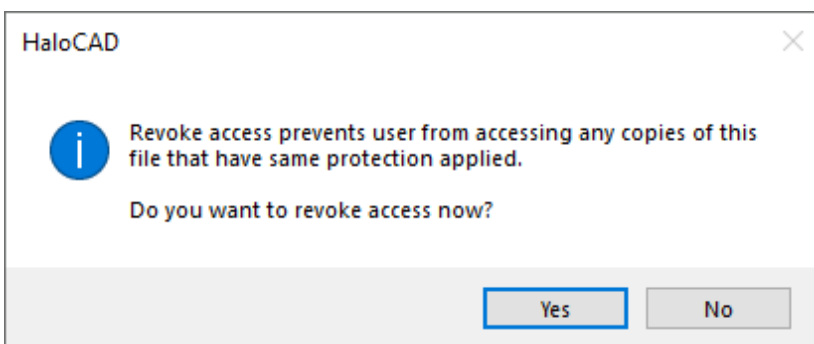 HaloCAD
Revoke access prevents user from accessing any copies of this
file that have same protection applied.
Do you want to revoke access now?
Yes
No